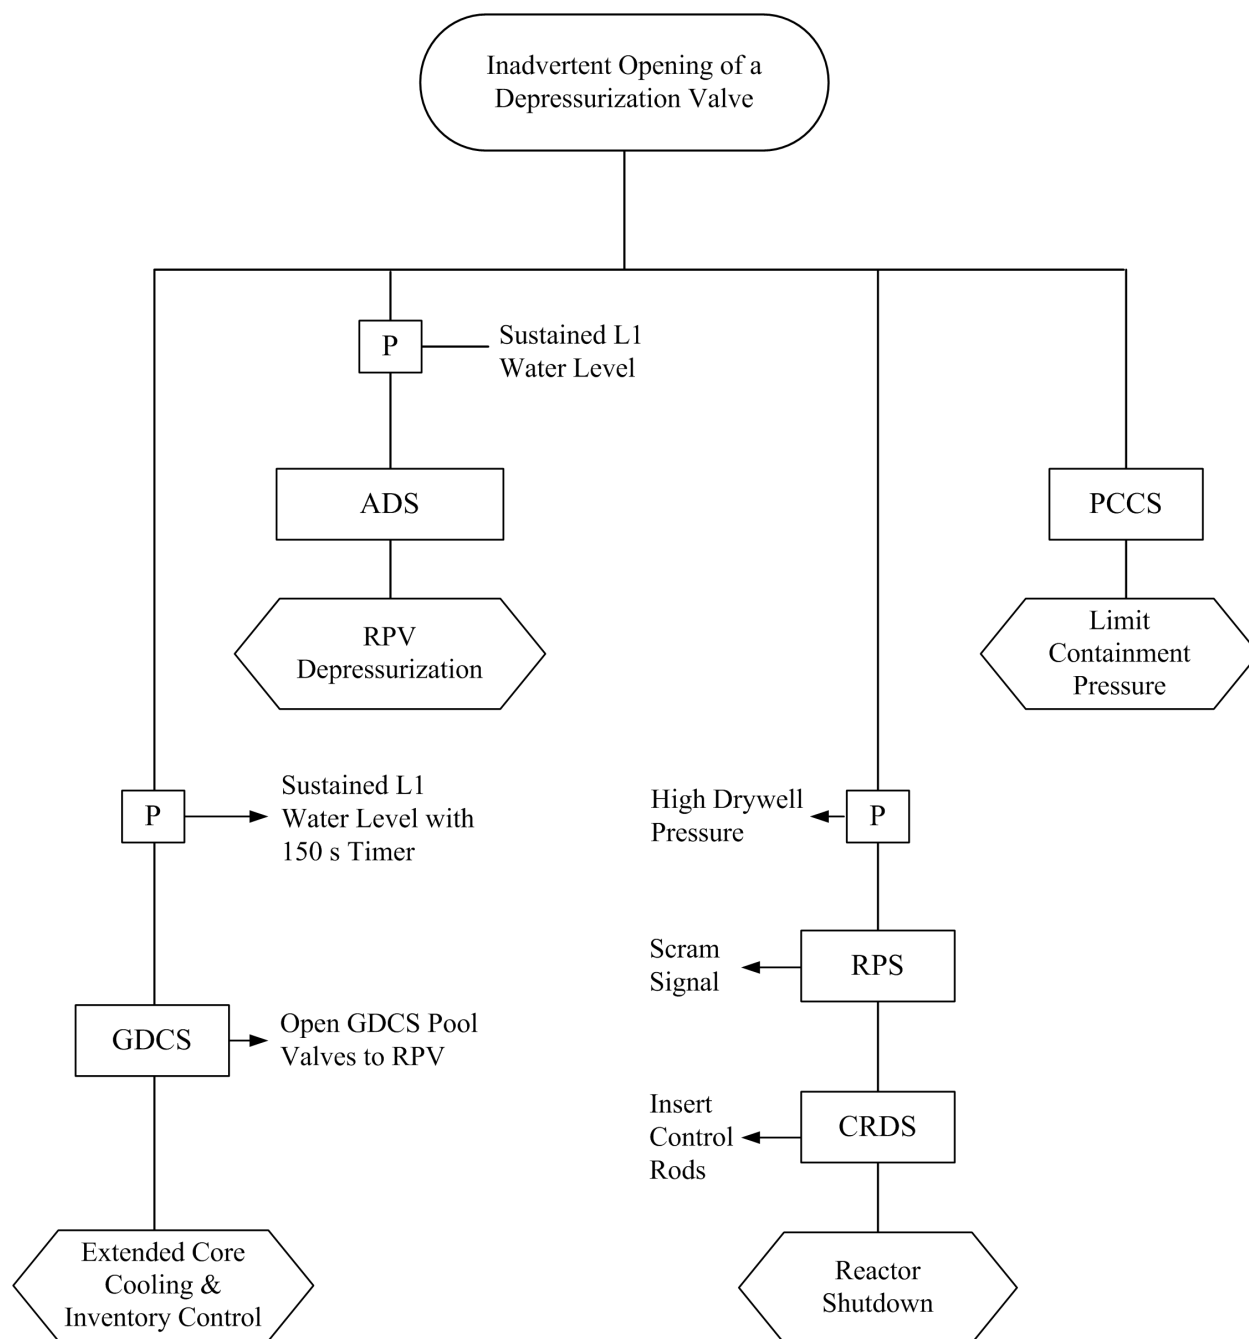 Inadvertent Opening of a
Depressurization Valve
P
Sustained L1
Water Level
ADS
PCCS
RPV
Depressurization
Limit
Containment
Pressure
P
Sustained L1
Water Level with
150 s Timer
High Drywell
Pressure
P
Scram
Signal
RPS
GDCS
Open GDCS Pool
Valves to RPV
Insert
Control
Rods
CRDS
Extended Core
Cooling &
Inventory Control
Reactor
Shutdown